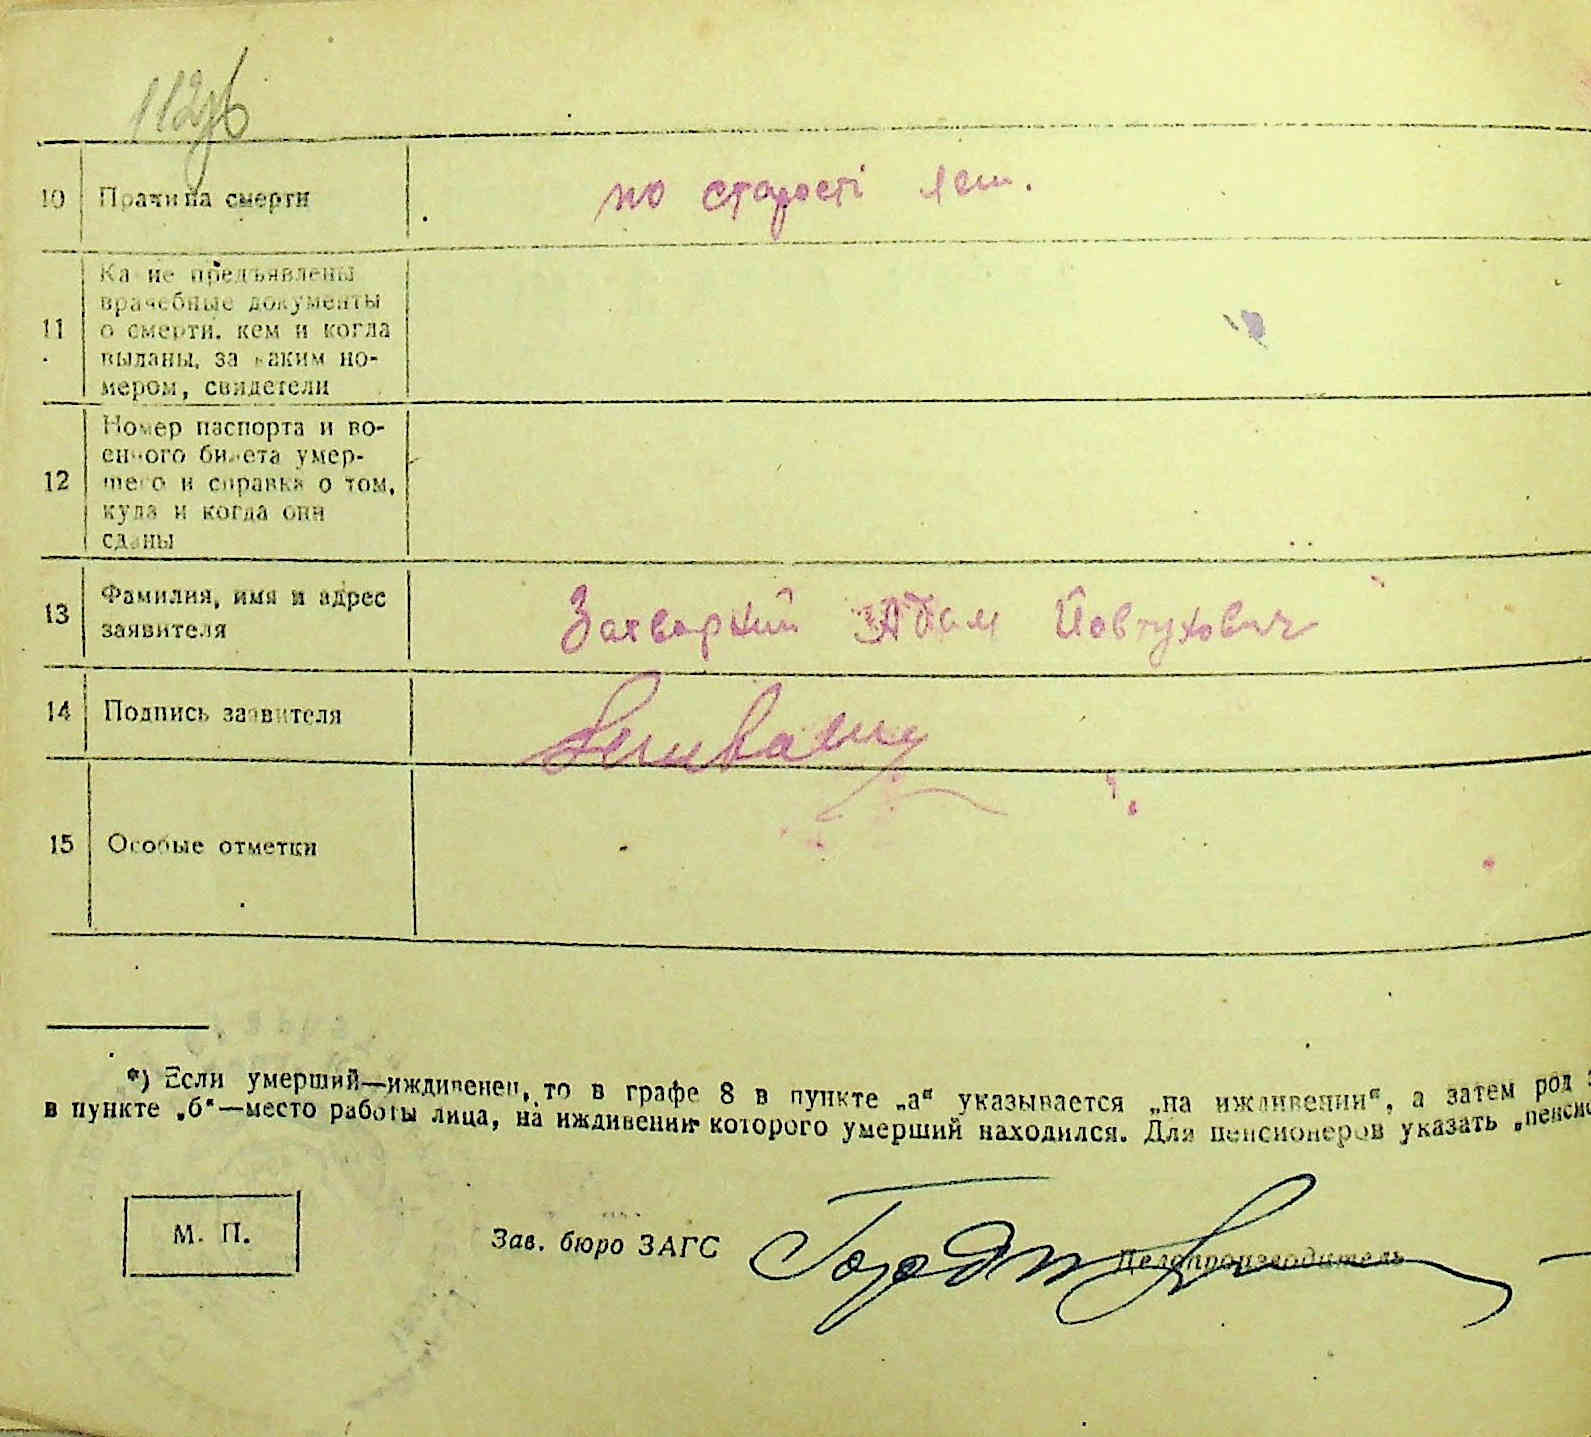 10 Причина смерти по старості лет.
Какие предъявлены
врачебные документы
11 о смерти, кем и когда
выданы, за каким но-
мером, свидетели
Номер паспорта и во-
енного билета умер-
12 шего и справка о том,
куда и когда они
сданы
13 Фамилия, имя и адрес
заявителя Захваркий Адам Йовтухович
14 Подпись заявителя
15 Особые отметки
*) Если умерший—иждивенец, то в графе 8 в пункте „а“ указывается „на иждивении“, а затем род
в пункте „б“—место работы лица, на иждивении которого умерший находился. Для пенсионеров указать
М. П.
Зав. бюро ЗАГС Делопроизводитель